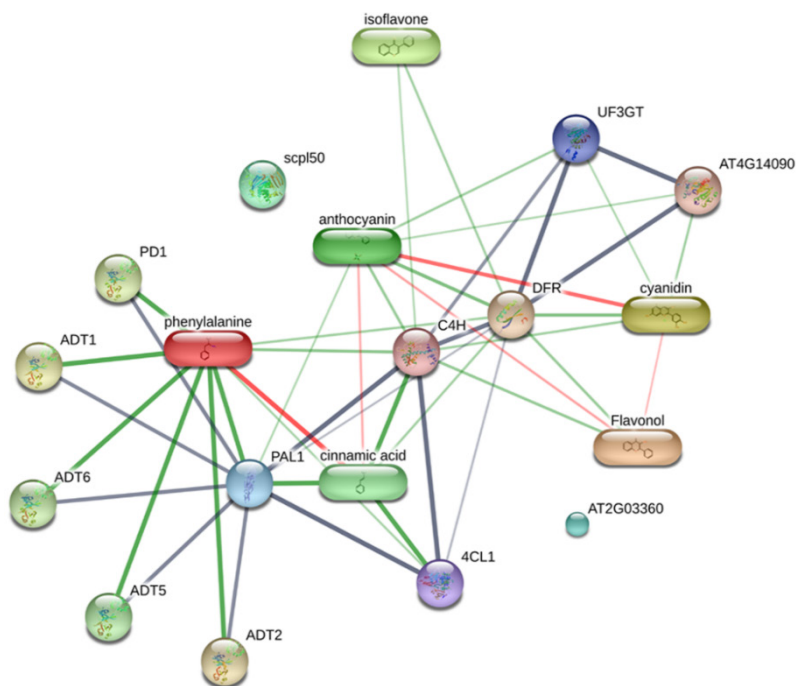 isoflavone
UF3GT
scpl50
AT4G14090
anthocyanin
PD1
DFR
cyanidin
phenylalanine
C4H
ADT1
Flavonol
PAL1
cinnamic acid
ADT6
AT2G03360
4CL1
ADT5
ADT2